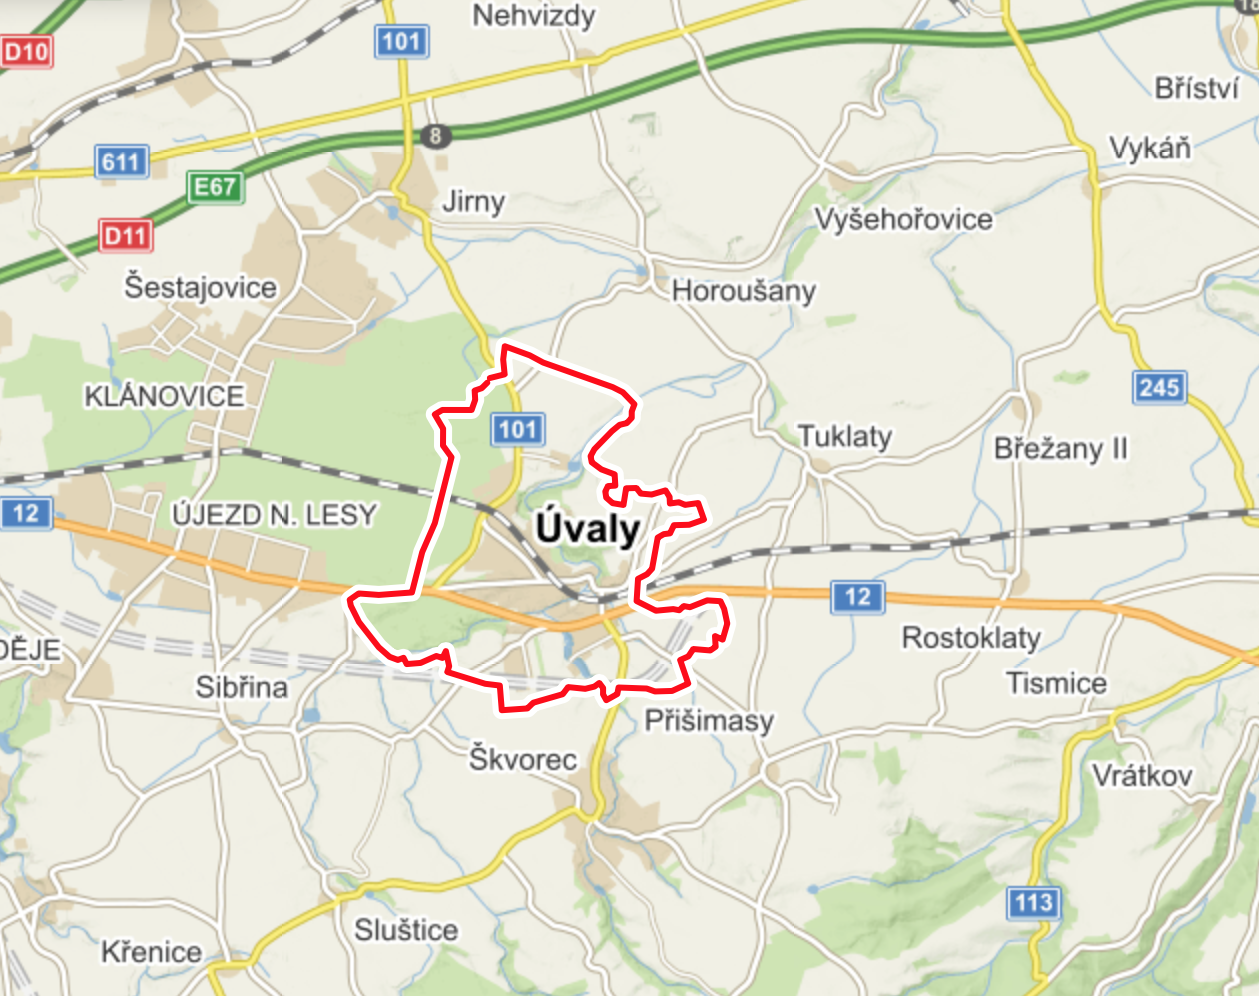 Nehvizdy
D10
101
Bříství
8
611
Vykáň
E67
Jirny
Vyšehořovice
D11
Šestajovice
Horoušany
KLÁNOVICE
245
101
Tuklaty
Břežany II
12
ÚJEZD N. LESY
Úvaly
12
Rostoklaty
Sibřina
Tismice
Přišimasy
Škvorec
Vrátkov
113
Sluštice
Křenice